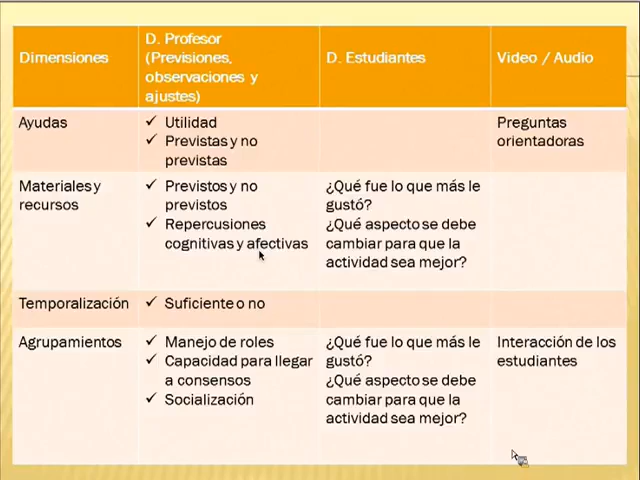 Dimensiones
D. Profesor
(Previsiones,
observaciones y
ajustes)
D. Estudiantes
Video / Audio
Ayudas
✓ Utilidad
✓ Previstas y no
previstas
Preguntas
orientadoras
Materiales y
recursos
✓ Previstos y no
previstos
✓ Repercusiones
cognitivas y afectivas
¿Qué fue lo que más le
gustó?
¿Qué aspecto se debe
cambiar para que la
actividad sea mejor?
Temporalización
✓ Suficiente o no
Agrupamientos
✓ Manejo de roles
✓ Capacidad para llegar
a consensos
✓ Socialización
¿Qué fue lo que más le
gustó?
¿Qué aspecto se debe
cambiar para que la
actividad sea mejor?
Interacción de los
estudiantes